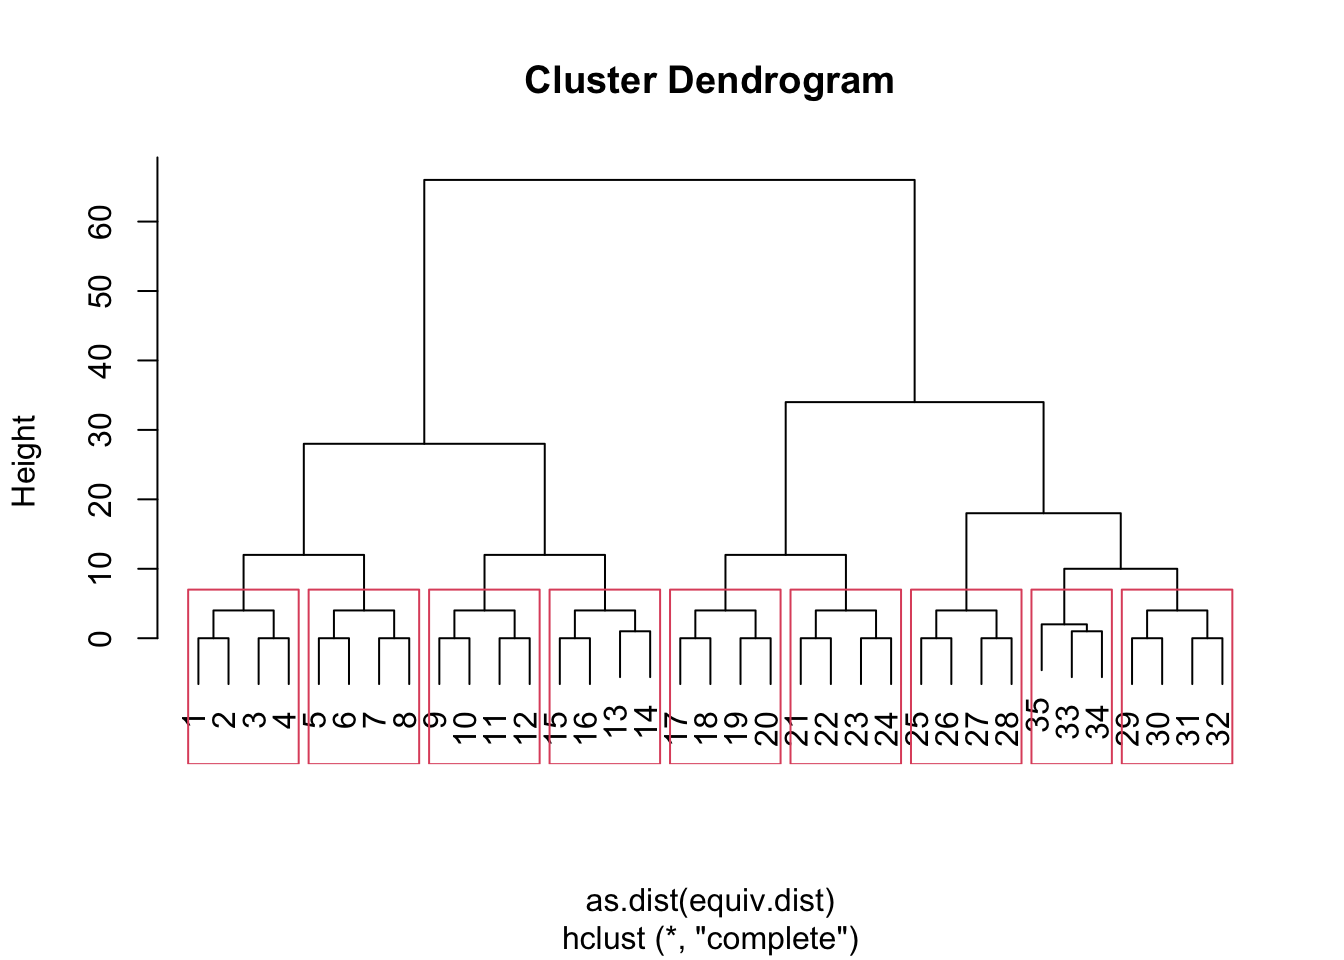 Cluster Dendrogram
Height
60
50
40
30
20
10
0
1 2 3 4 5 6 7 8 9 10 11 12 15 16 13 14 17 18 19 20 21 22 23 24 25 26 27 28 35 33 34 29 30 31 32
as.dist(equiv.dist)
hclust (*, "complete")